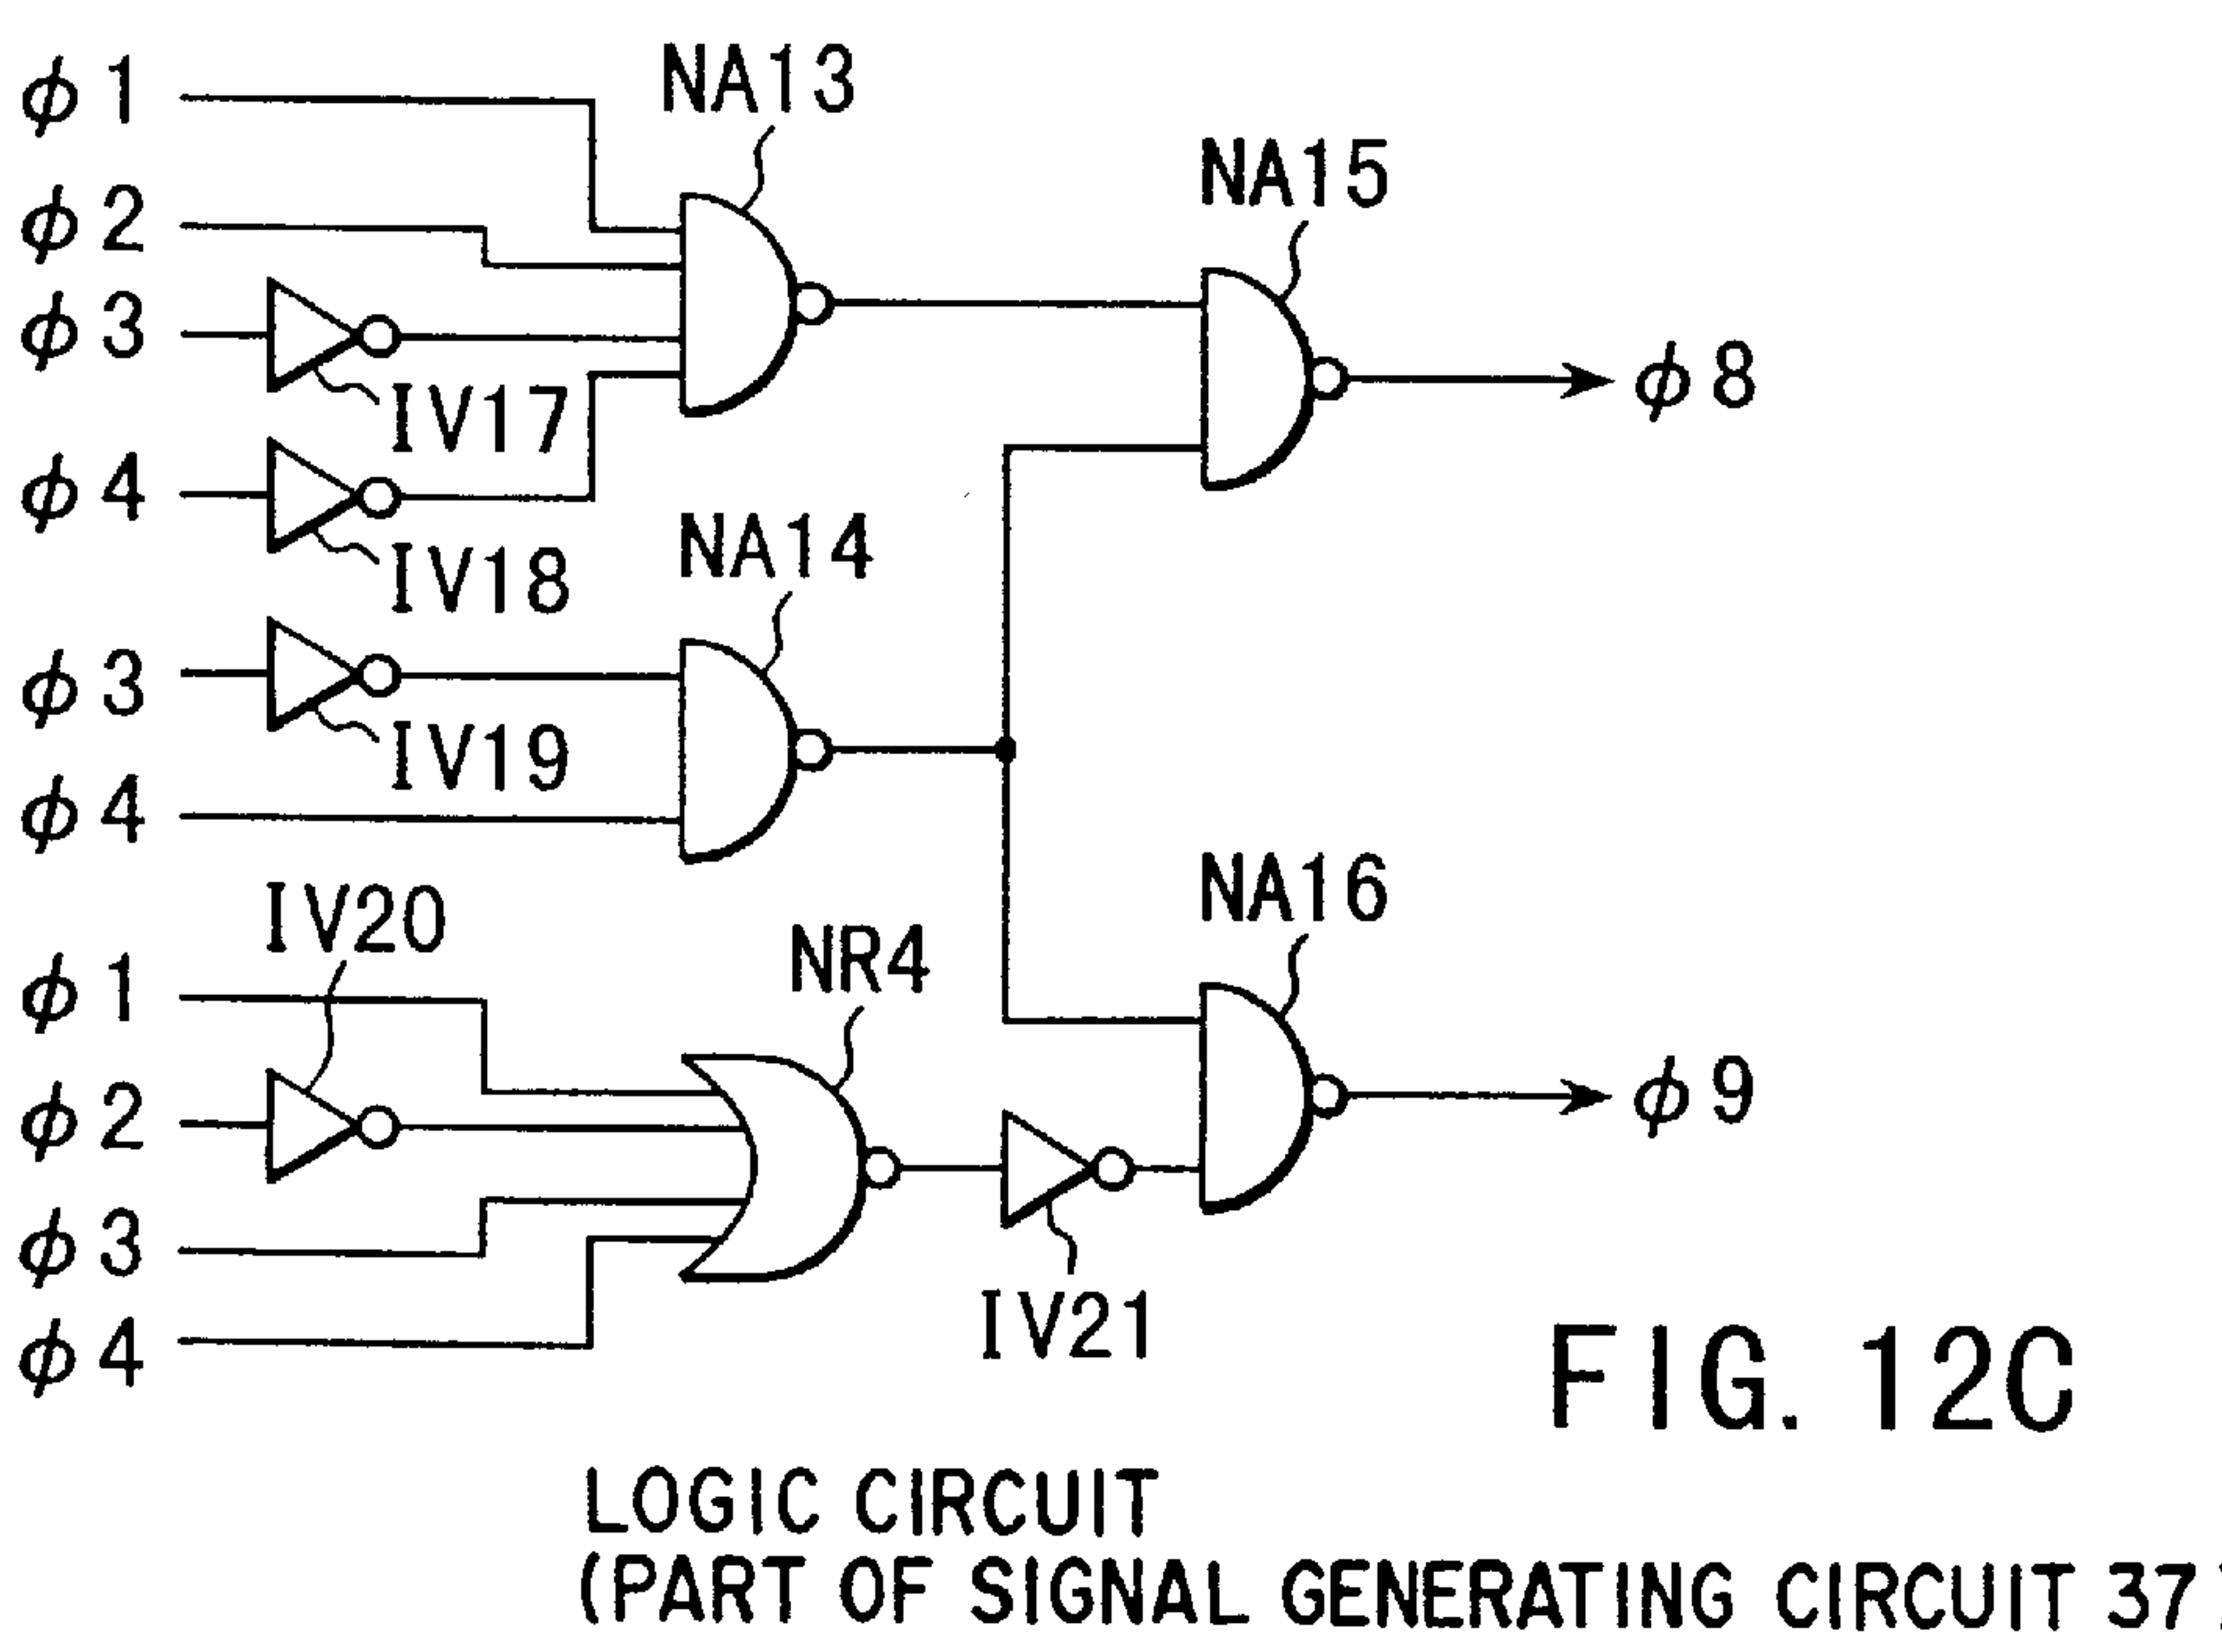 ϕ1
NA13
ϕ2
NA15
ϕ3
IV17
ϕ8
ϕ4
IV18
NA14
ϕ3
IV19
ϕ4
IV20
NA16
ϕ1
NR4
ϕ2
ϕ9
ϕ3
IV21
ϕ4
FIG. 12C
LOGIC CIRCUIT
(PART OF SIGNAL GENERATING CIRCUIT 37)